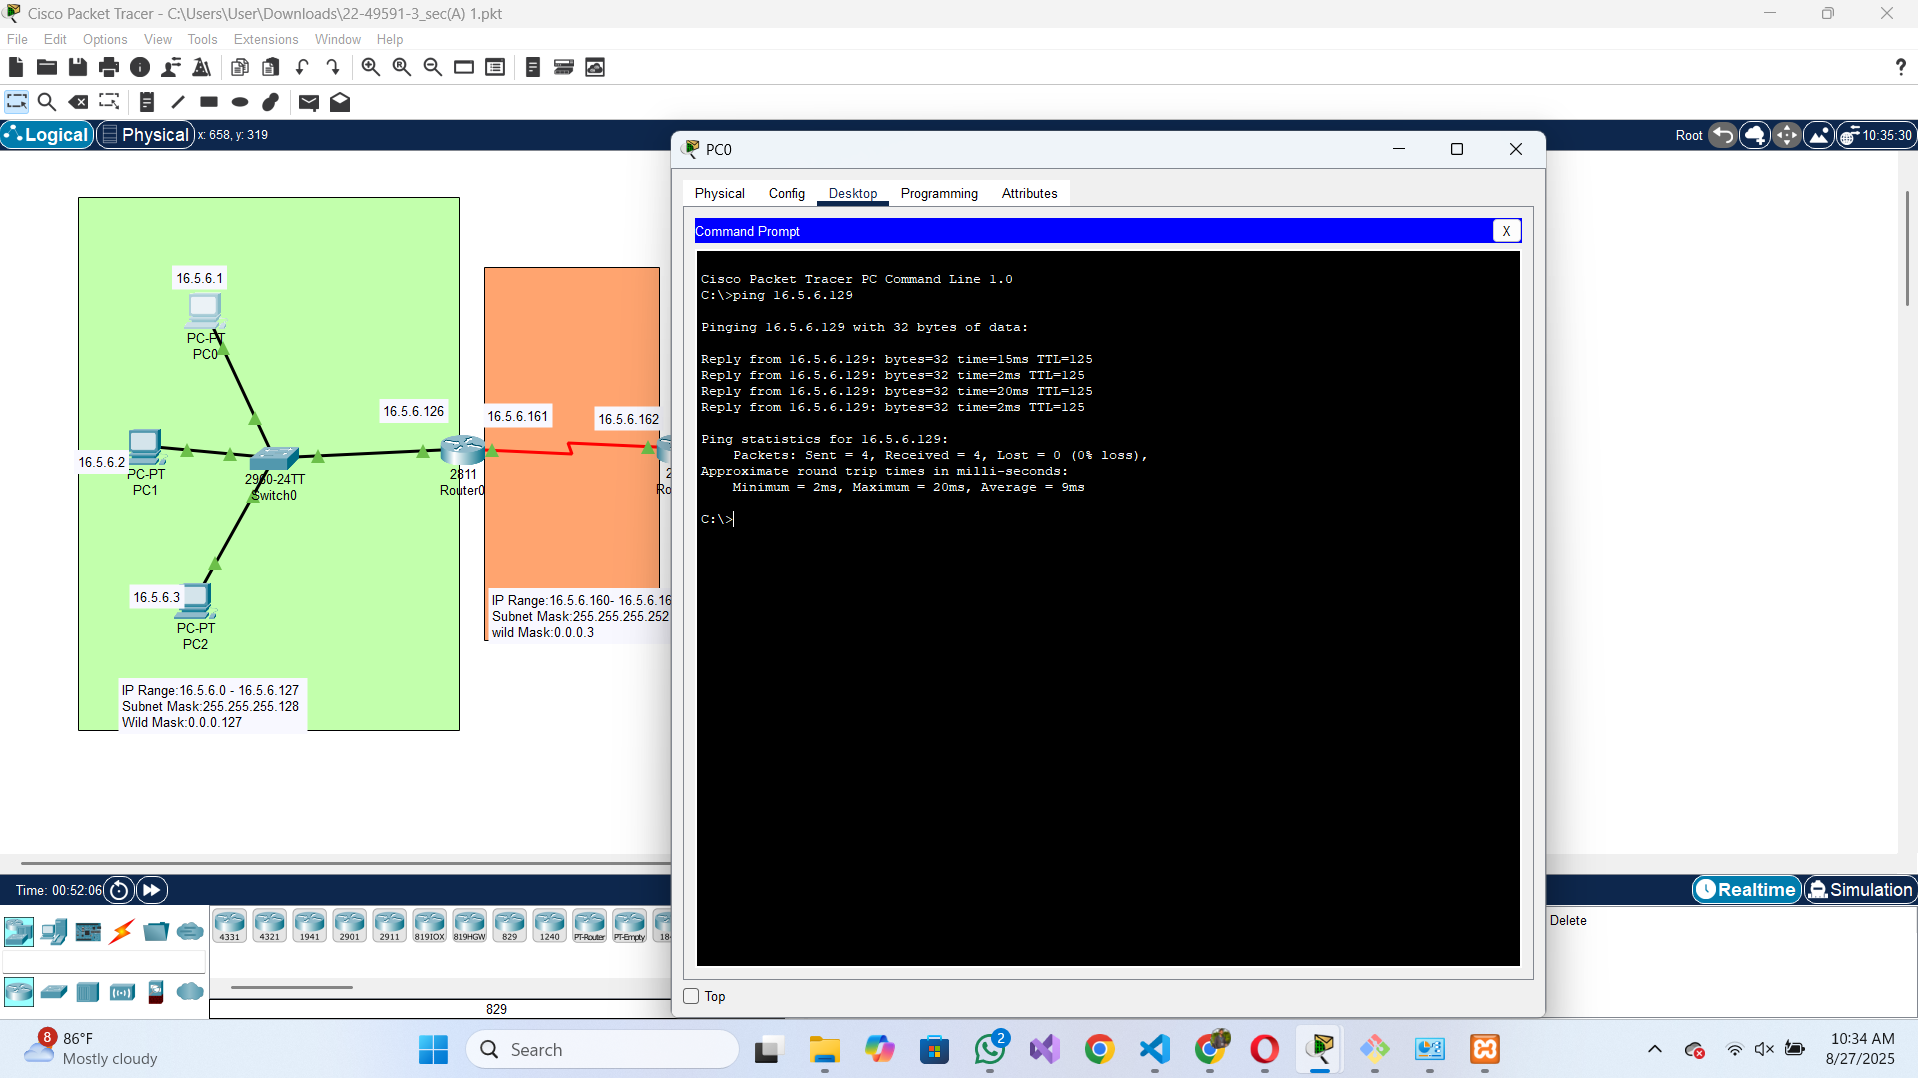 Cisco Packet Tracer - C:\Users\User\Downloads\22-49591-3_sec(A) 1.pkt
File Edit Options View Tools Extensions Window Help
?
Logical Physical x: 658, y: 319
Root 10:35:30
PC0
Physical Config Desktop Programming Attributes
Command Prompt X
Cisco Packet Tracer PC Command Line 1.0
C:\>ping 16.5.6.129
Pinging 16.5.6.129 with 32 bytes of data:
Reply from 16.5.6.129: bytes=32 time=15ms TTL=125
Reply from 16.5.6.129: bytes=32 time=2ms TTL=125
Reply from 16.5.6.129: bytes=32 time=20ms TTL=125
Reply from 16.5.6.129: bytes=32 time=2ms TTL=125
Ping statistics for 16.5.6.129:
Packets: Sent = 4, Received = 4, Lost = 0 (0% loss),
Approximate round trip times in milli-seconds:
Minimum = 2ms, Maximum = 20ms, Average = 9ms
C:\>
Top
16.5.6.1
PC-PT
PC0
16.5.6.126
16.5.6.161
16.5.6.162
16.5.6.2
PC-PT
PC1
2960-24TT
Switch0
2811
Router0
2
Ro
16.5.6.3
PC-PT
PC2
IP Range:16.5.6.160- 16.5.6.16
Subnet Mask:255.255.255.252
wild Mask:0.0.0.3
IP Range:16.5.6.0 - 16.5.6.127
Subnet Mask:255.255.255.128
Wild Mask:0.0.0.127
Time: 00:52:06
Realtime Simulation
4331 4321 1941 2901 2911 819IOX 819HGW 829 1240 PT-Router PT-Empty 18
829
Delete
8
86°F
Mostly cloudy
Search
2
10:34 AM
8/27/2025